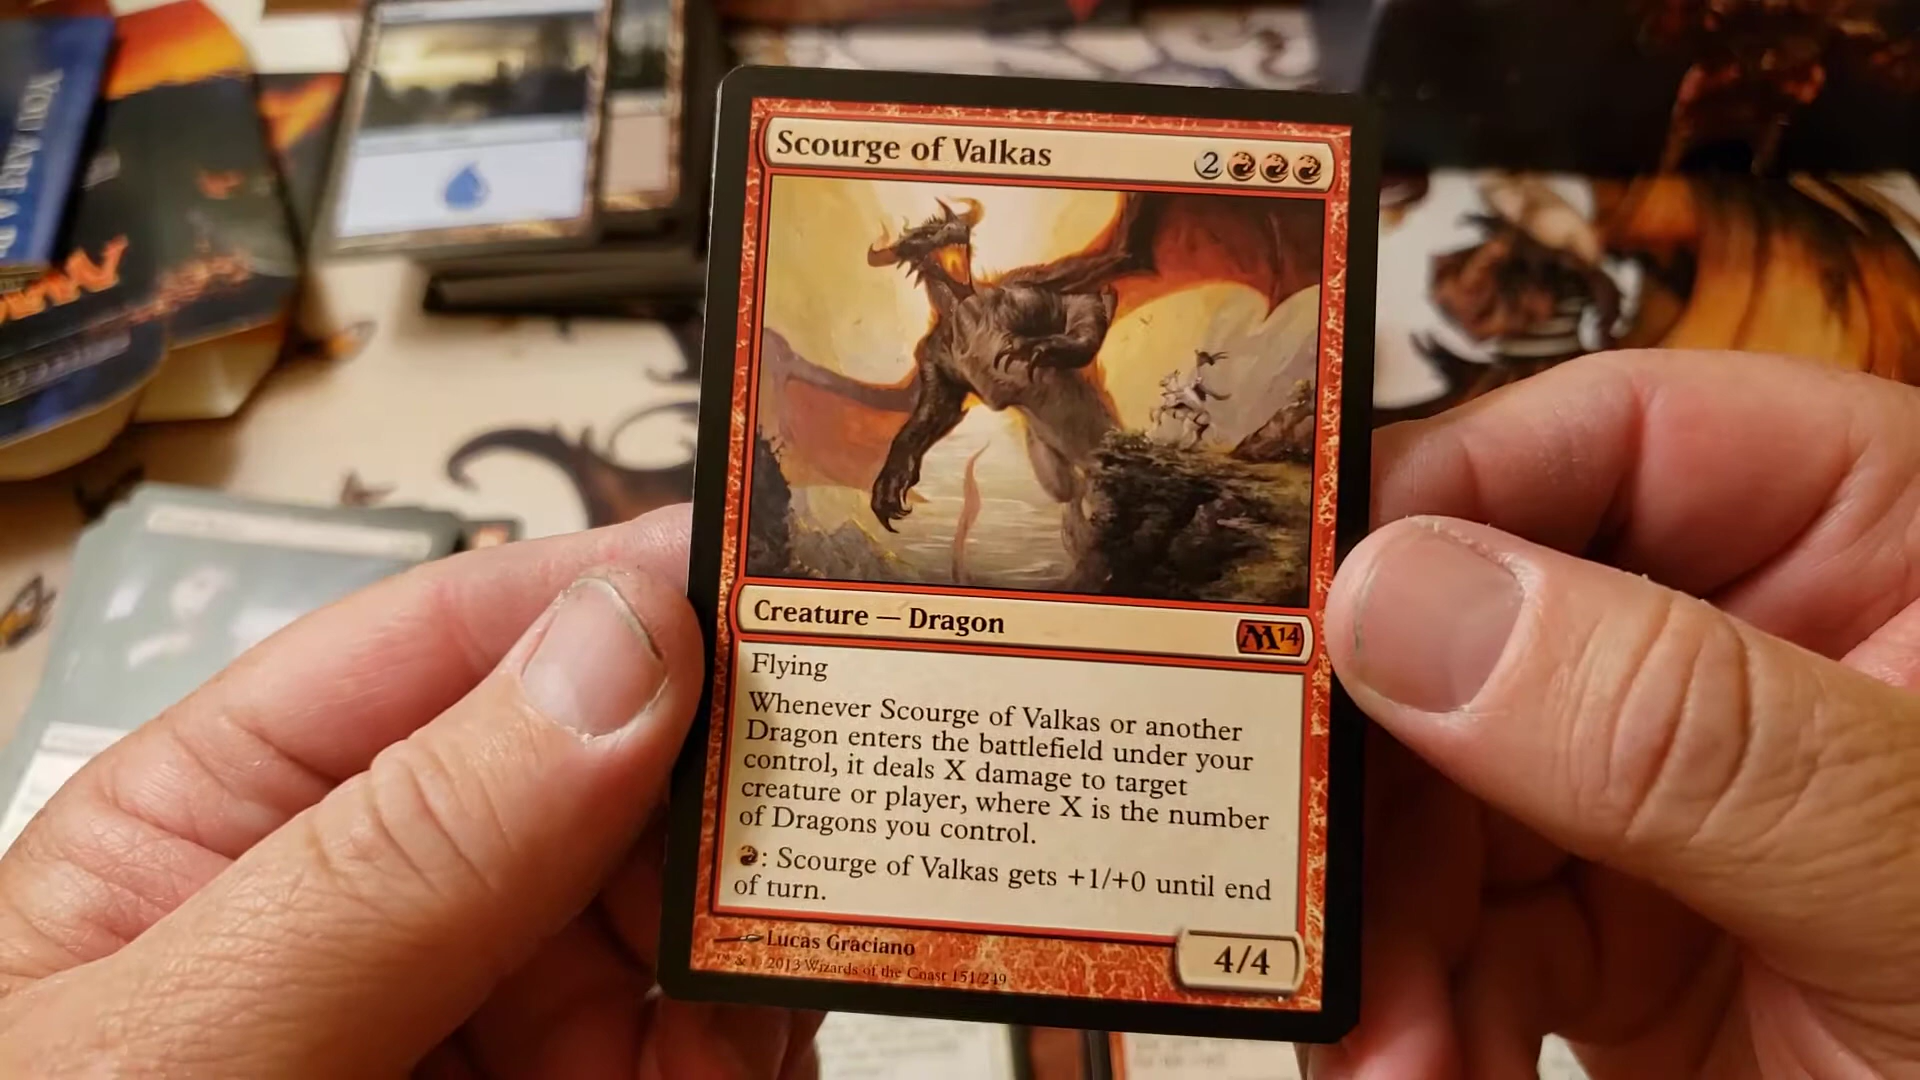 YOU ARE A P
Scourge of Valkas
2
Creature — Dragon
M14
Flying
Whenever Scourge of Valkas or another
Dragon enters the battlefield under your
control, it deals X damage to target
creature or player, where X is the number
of Dragons you control.
: Scourge of Valkas gets +1/+0 until end
of turn.
Lucas Graciano
4/4
™ & © 2013 Wizards of the Coast 151/249